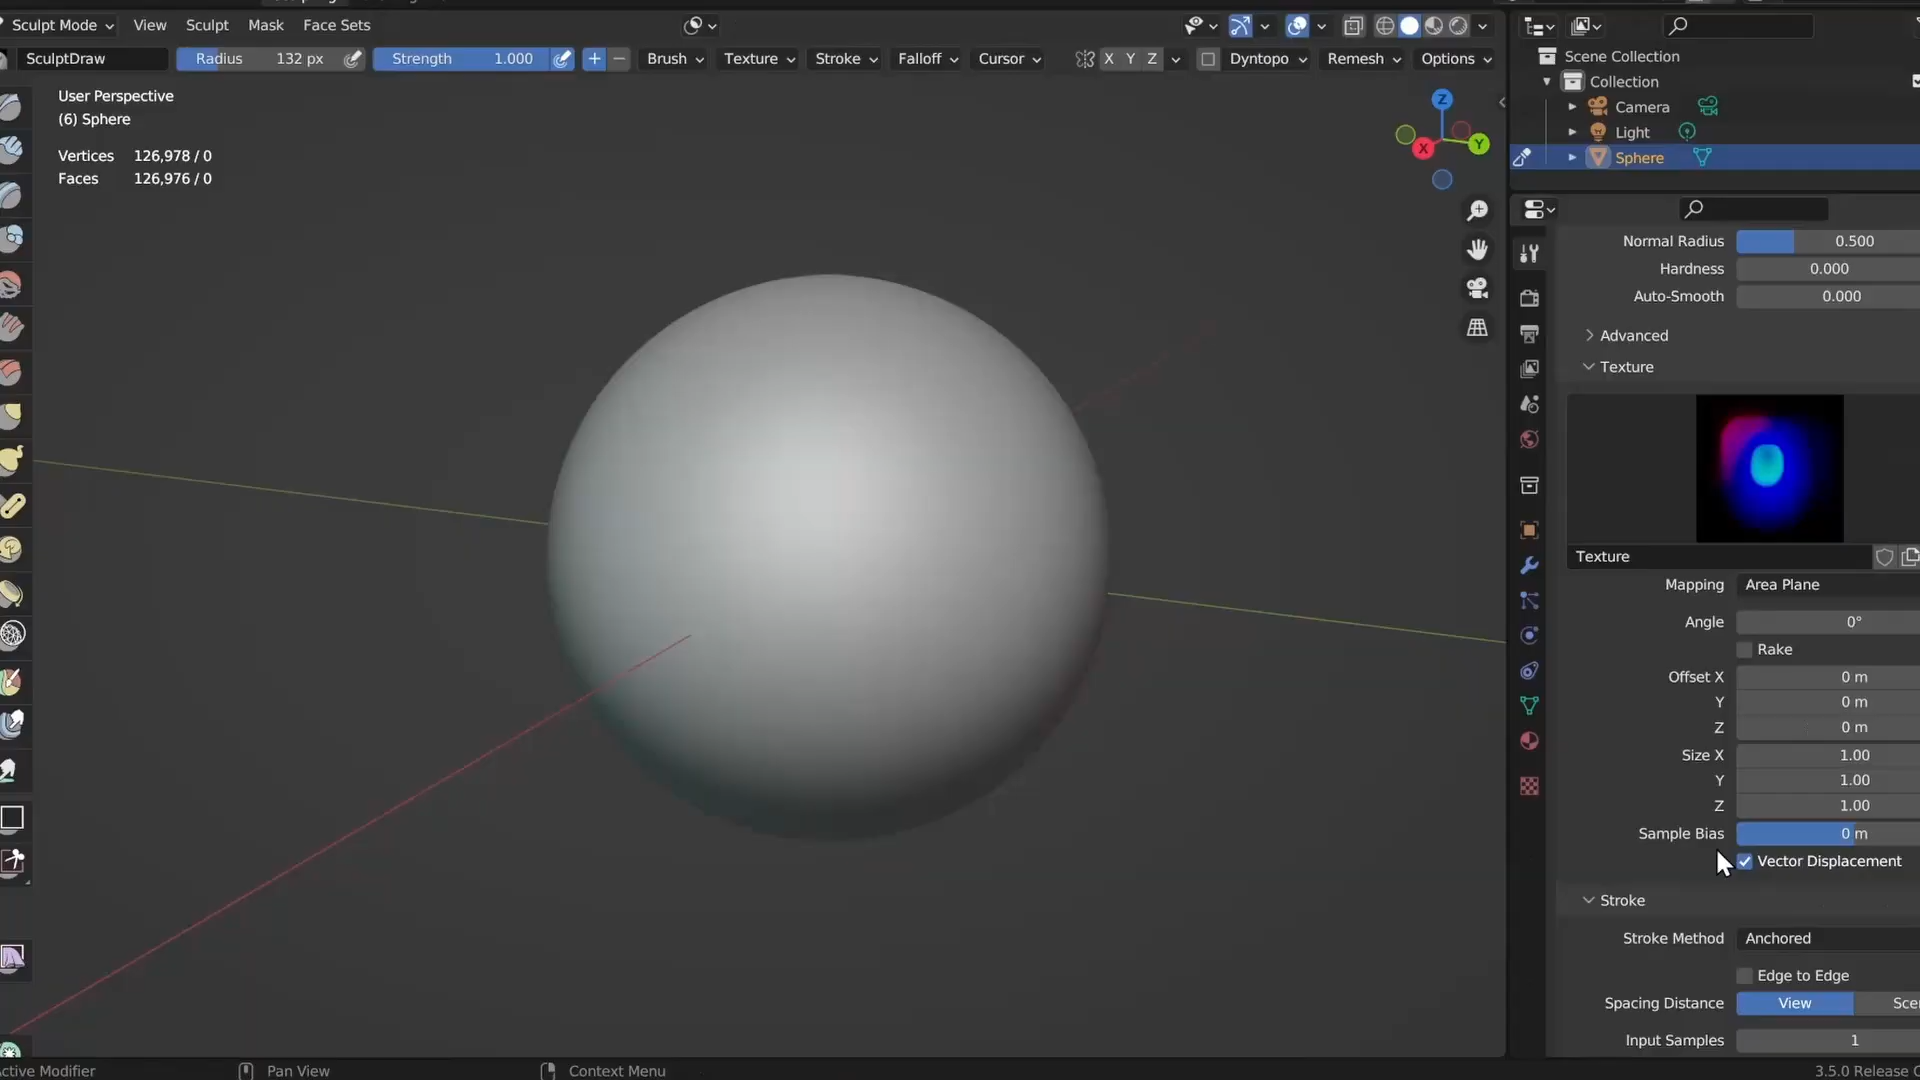 Sculpt Mode View Sculpt Mask Face Sets
SculptDraw Radius 132 px Strength 1.000 + − Brush Texture Stroke Falloff Cursor X Y Z Dyntopo Remesh Options
User Perspective
(6) Sphere
Vertices 126,978 / 0
Faces 126,976 / 0
Z
X Y
Scene Collection
Collection
Camera
Light
Sphere
Normal Radius 0.500
Hardness 0.000
Auto-Smooth 0.000
Advanced
Texture
Texture
Mapping Area Plane
Angle 0°
Rake
Offset X 0 m
Y 0 m
Z 0 m
Size X 1.00
Y 1.00
Z 1.00
Sample Bias 0 m
Vector Displacement
Stroke
Stroke Method Anchored
Edge to Edge
Spacing Distance View Sce
Input Samples 1
ctive Modifier Pan View Context Menu 3.5.0 Release C